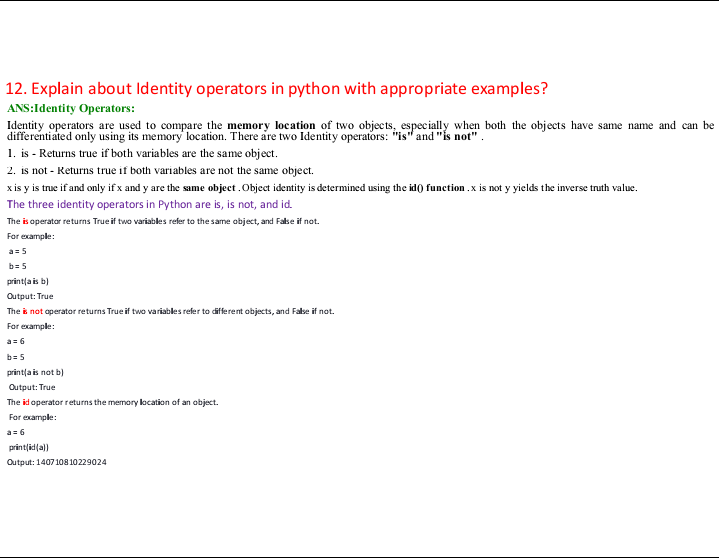 12. Explain about Identity operators in python with appropriate examples?
ANS:Identity Operators:
Identity operators are used to compare the memory location of two objects, especially when both the objects have same name and can be
differentiated only using its memory location. There are two Identity operators: "is" and "is not" .
1. is - Returns true if both variables are the same object.
2. is not - Returns true if both variables are not the same object.
x is y is true if and only if x and y are the same object . Object identity is determined using the id() function . x is not y yields the inverse truth value.
The three identity operators in Python are is, is not, and id.
The is operator returns True if two variables refer to the same object, and False if not.
For example:
a = 5
b = 5
print(a is b)
Output: True
The is not operator returns True if two variables refer to different objects, and False if not.
For example:
a = 6
b = 5
print(a is not b)
Output: True
The id operator returns the memory location of an object.
For example:
a = 6
print(id(a))
Output: 140710810229024